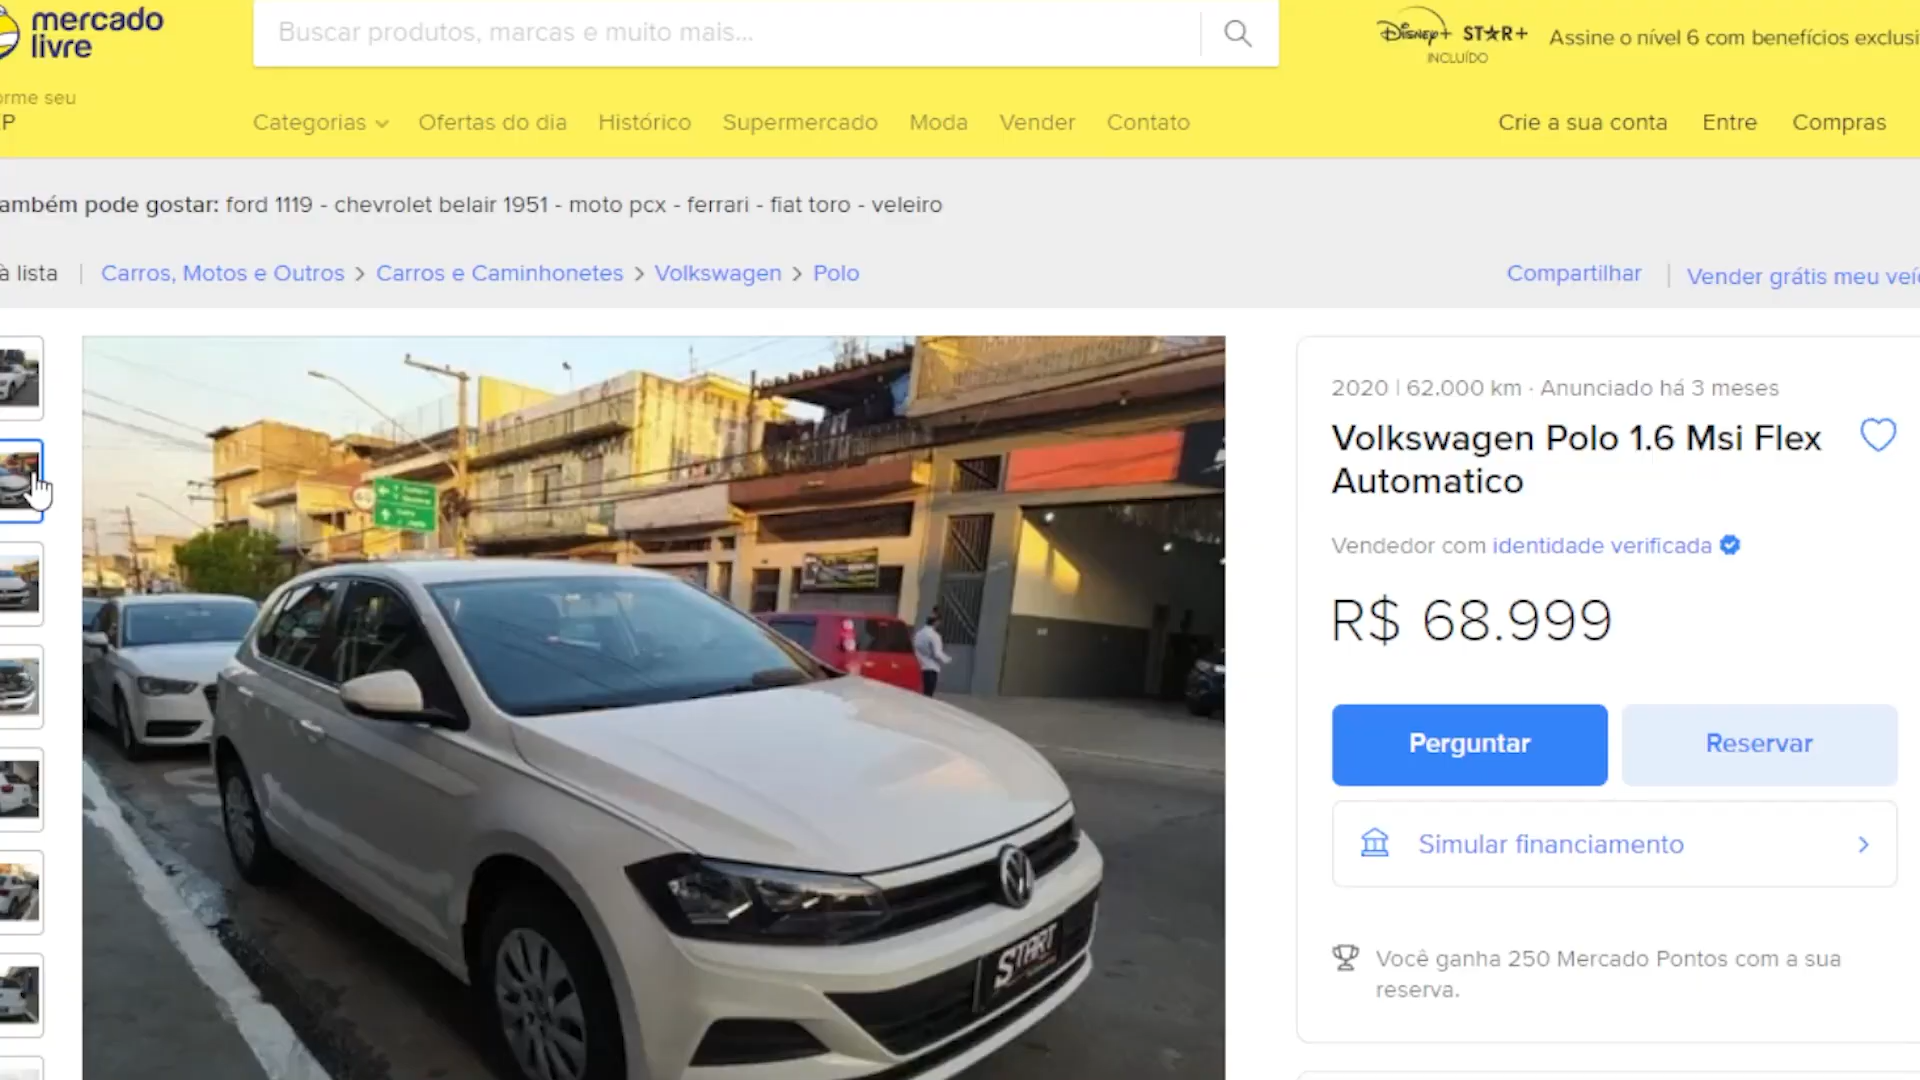 mercado
livre
Buscar produtos, marcas e muito mais...
Disney+ STAR+
INCLUÍDO
Assine o nível 6 com benefícios exclusi
orme seu
P
Categorias
Ofertas do dia
Histórico
Supermercado
Moda
Vender
Contato
Crie a sua conta
Entre
Compras
ambém pode gostar: ford 1119 - chevrolet belair 1951 - moto pcx - ferrari - fiat toro - veleiro
à lista | Carros, Motos e Outros > Carros e Caminhonetes > Volkswagen > Polo
Compartilhar | Vender grátis meu veíc
2020 | 62.000 km · Anunciado há 3 meses
Volkswagen Polo 1.6 Msi Flex
Automatico
Vendedor com identidade verificada
R$ 68.999
Perguntar
Reservar
Simular financiamento
Você ganha 250 Mercado Pontos com a sua
reserva.
START